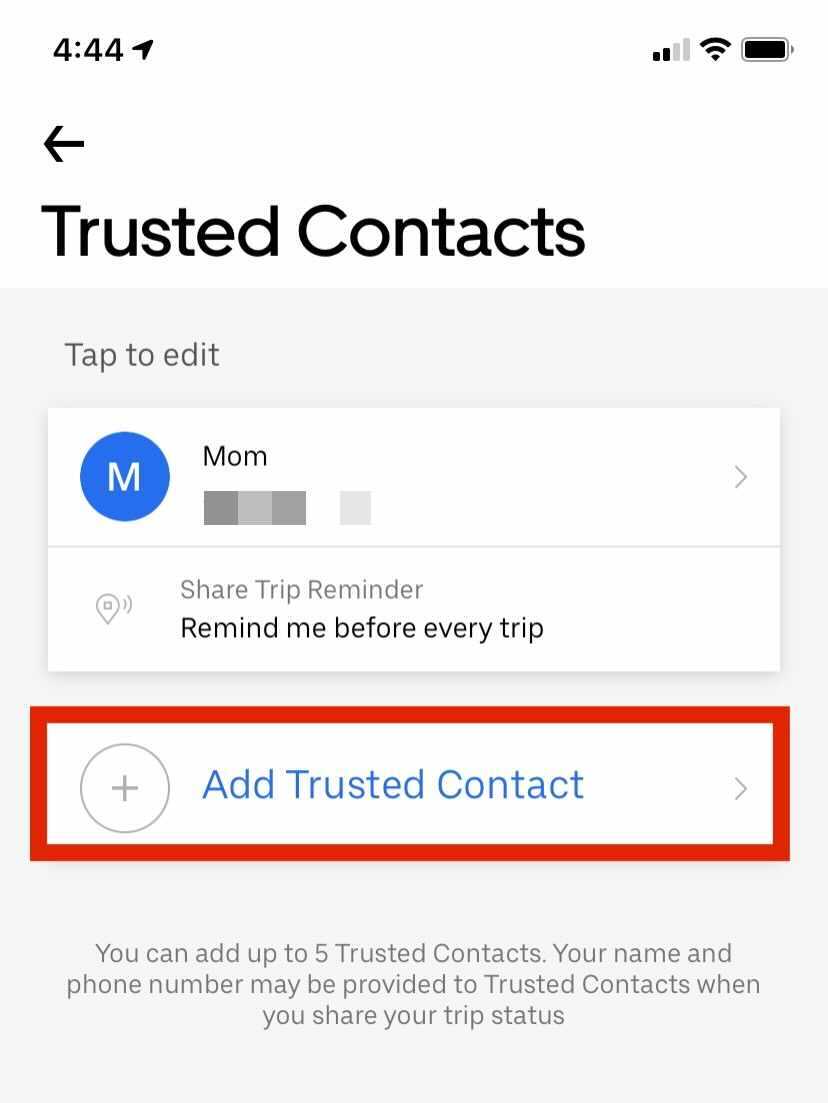 4:44
Trusted Contacts
Tap to edit
M
Mom
Share Trip Reminder
Remind me before every trip
Add Trusted Contact
You can add up to 5 Trusted Contacts. Your name and
phone number may be provided to Trusted Contacts when
you share your trip status